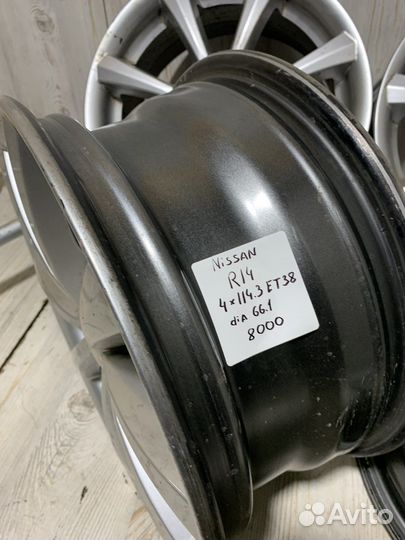 NISSAN
R14
4×114.3 ET38
dia 66.1
8000
Avito